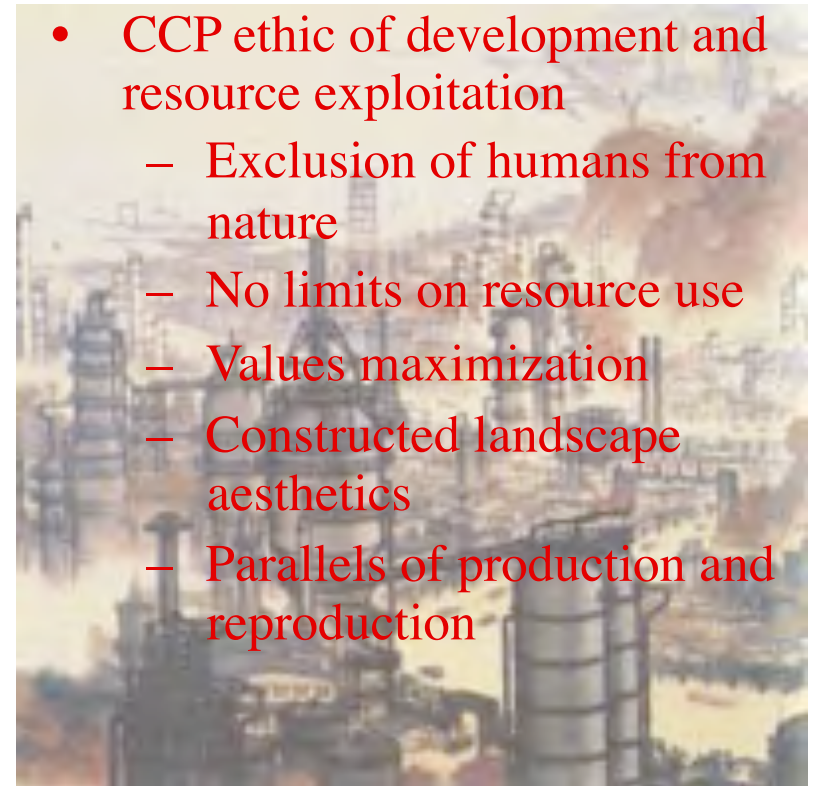 • CCP ethic of development and
resource exploitation
– Exclusion of humans from
nature
– No limits on resource use
– Values maximization
– Constructed landscape
aesthetics
– Parallels of production and
reproduction